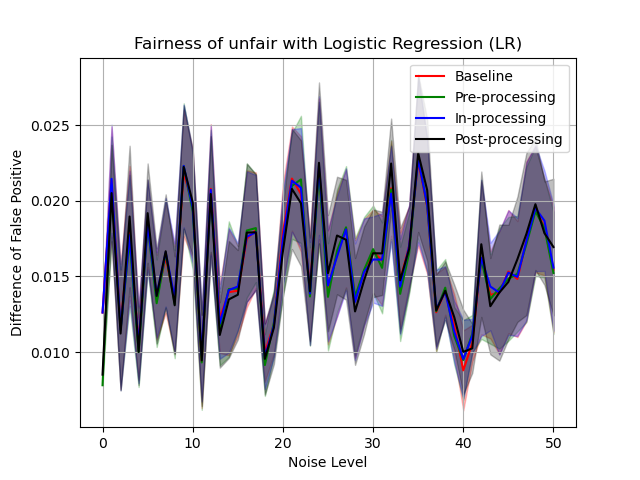 Fairness of unfair with Logistic Regression (LR)
Baseline
Pre-processing
In-processing
Post-processing
Difference of False Positive
0.025
0.020
0.015
0.010
0
10
20
30
40
50
Noise Level